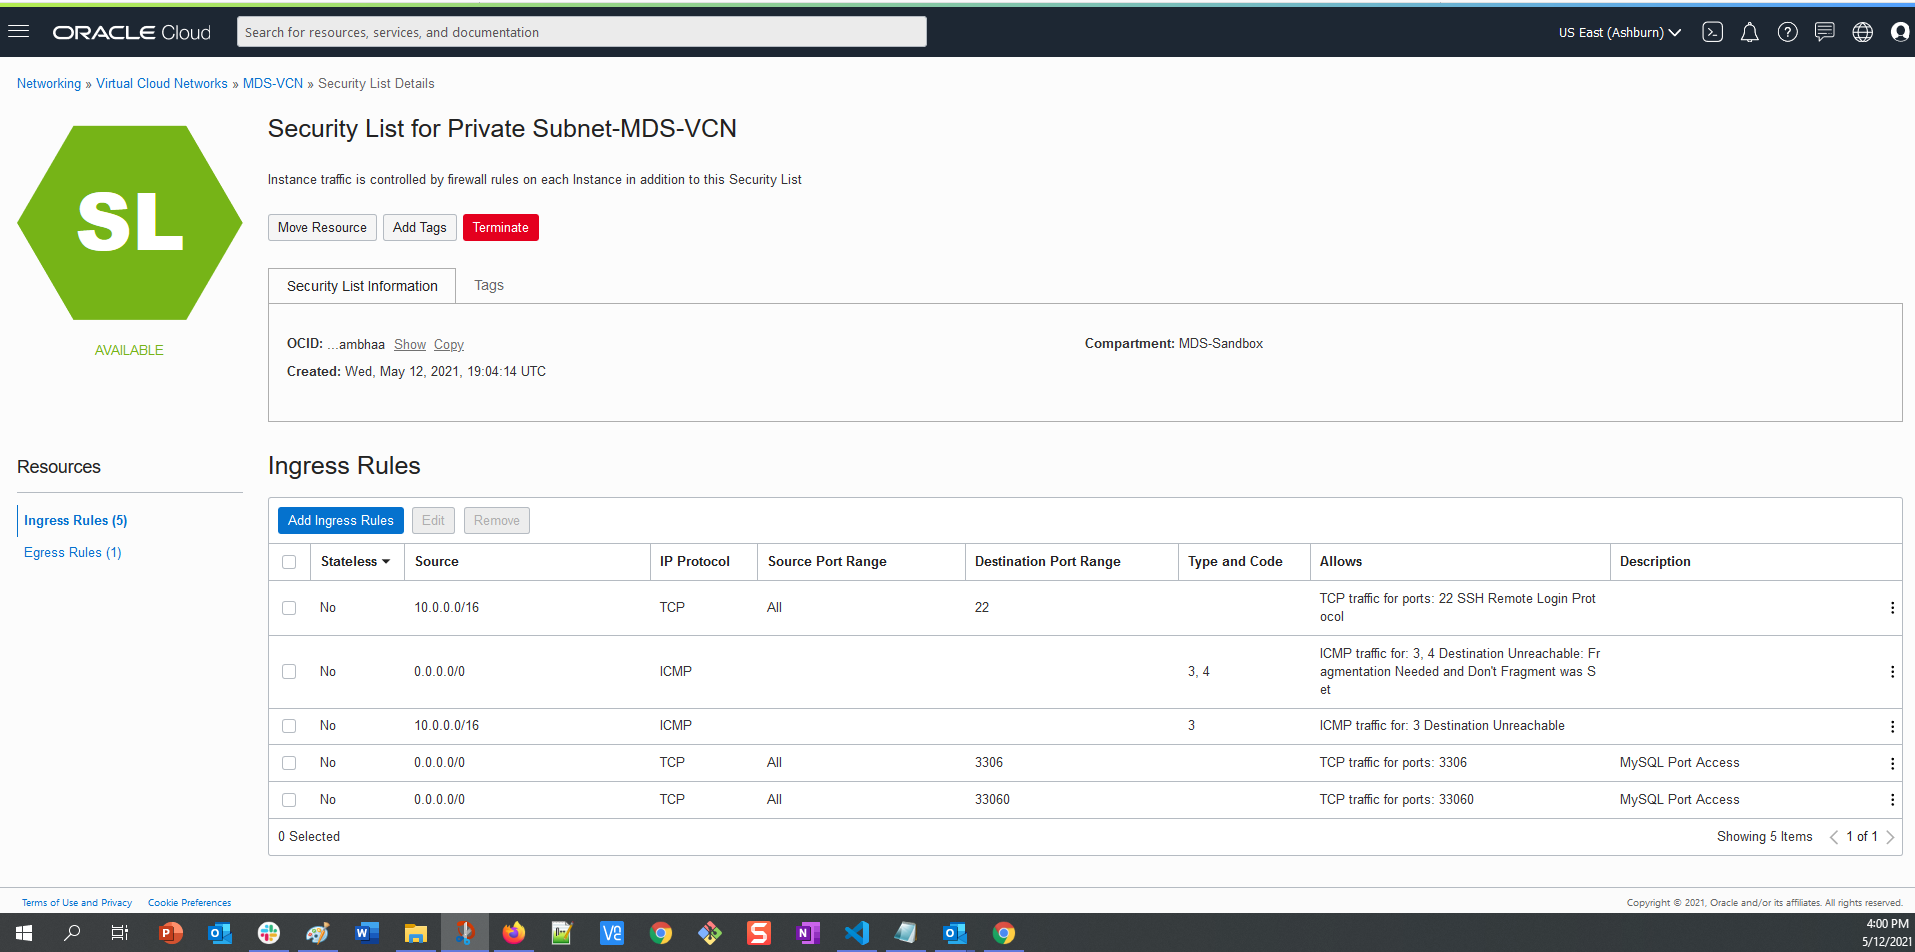 ORACLE Cloud
Search for resources, services, and documentation
US East (Ashburn)
Networking » Virtual Cloud Networks » MDS-VCN » Security List Details
SL
AVAILABLE
Security List for Private Subnet-MDS-VCN
Instance traffic is controlled by firewall rules on each Instance in addition to this Security List
Move Resource Add Tags Terminate
Security List Information Tags
OCID: ...ambhaa Show Copy
Compartment: MDS-Sandbox
Created: Wed, May 12, 2021, 19:04:14 UTC
Resources
Ingress Rules (5)
Egress Rules (1)
Ingress Rules
Add Ingress Rules Edit Remove
Stateless Source IP Protocol Source Port Range Destination Port Range Type and Code Allows Description
No 10.0.0.0/16 TCP All 22 TCP traffic for ports: 22 SSH Remote Login Prot
ocol
No 0.0.0.0/0 ICMP 3, 4 ICMP traffic for: 3, 4 Destination Unreachable: Fr
agmentation Needed and Don't Fragment was S
et
No 10.0.0.0/16 ICMP 3 ICMP traffic for: 3 Destination Unreachable
No 0.0.0.0/0 TCP All 3306 TCP traffic for ports: 3306 MySQL Port Access
No 0.0.0.0/0 TCP All 33060 TCP traffic for ports: 33060 MySQL Port Access
0 Selected
Showing 5 Items 1 of 1
Terms of Use and Privacy Cookie Preferences
Copyright © 2021, Oracle and/or its affiliates. All rights reserved.
4:00 PM
5/12/2021